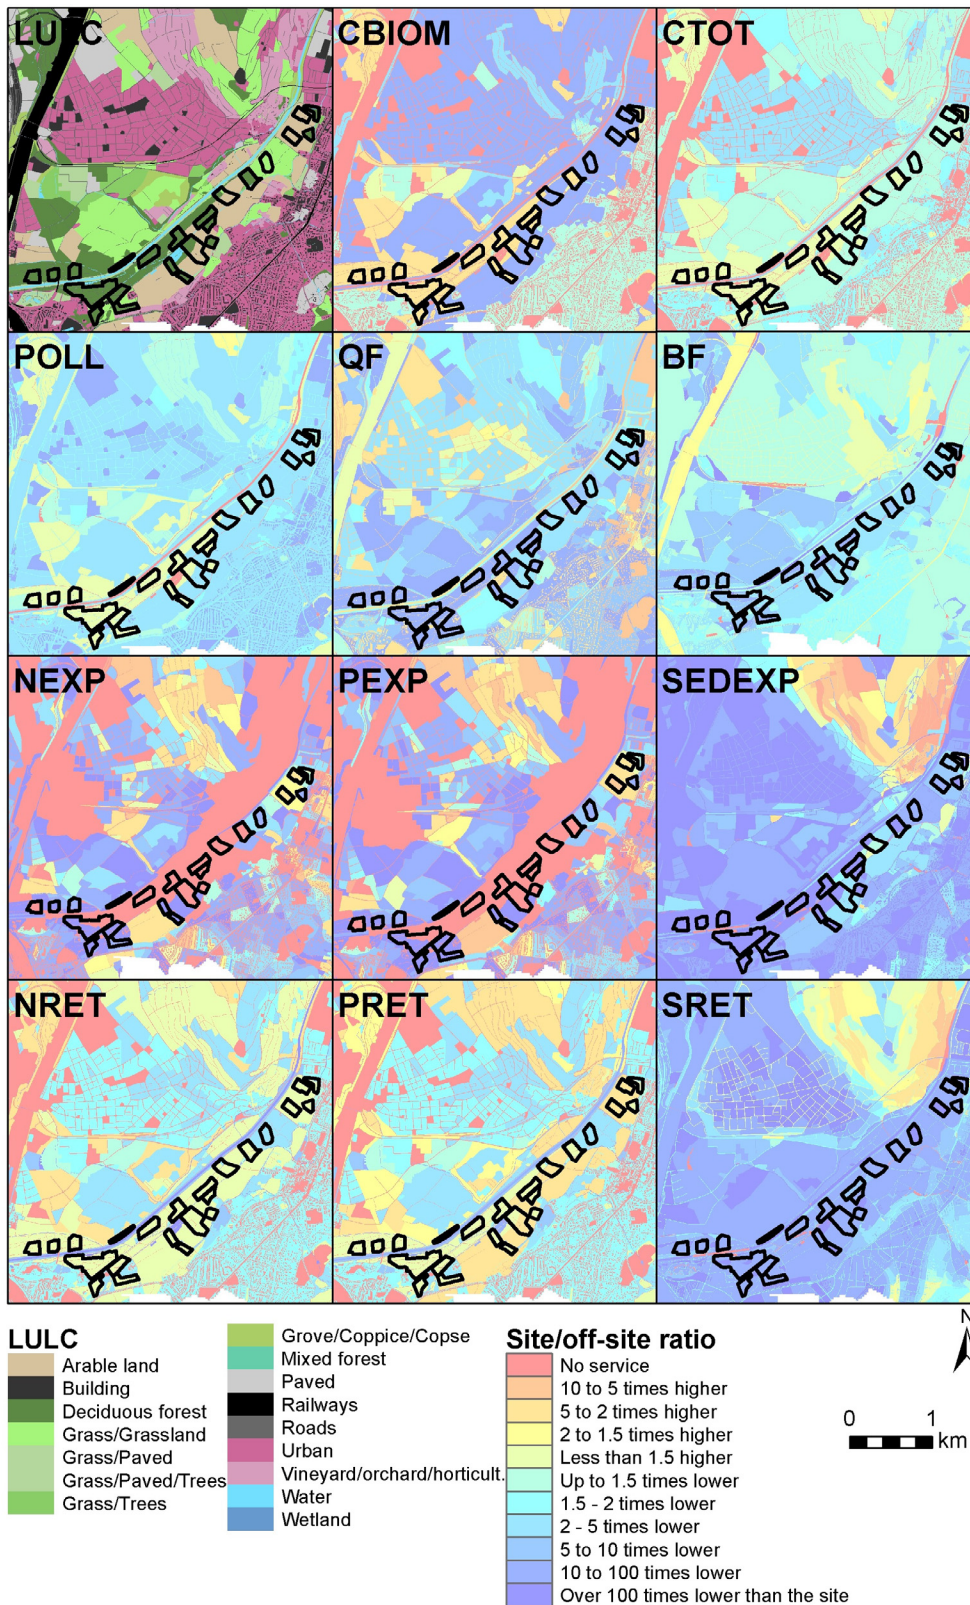 LULC CBIOM CTOT
POLL QF BF
NEXP PEXP SEDEXP
NRET PRET SRET
LULC
Arable land
Building
Deciduous forest
Grass/Grassland
Grass/Paved
Grass/Paved/Trees
Grass/Trees
Grove/Coppice/Copse
Mixed forest
Paved
Railways
Roads
Urban
Vineyard/orchard/horticult.
Water
Wetland
Site/off-site ratio
No service
10 to 5 times higher
5 to 2 times higher
2 to 1.5 times higher
Less than 1.5 higher
Up to 1.5 times lower
1.5 - 2 times lower
2 - 5 times lower
5 to 10 times lower
10 to 100 times lower
Over 100 times lower than the site
N
0 1
km